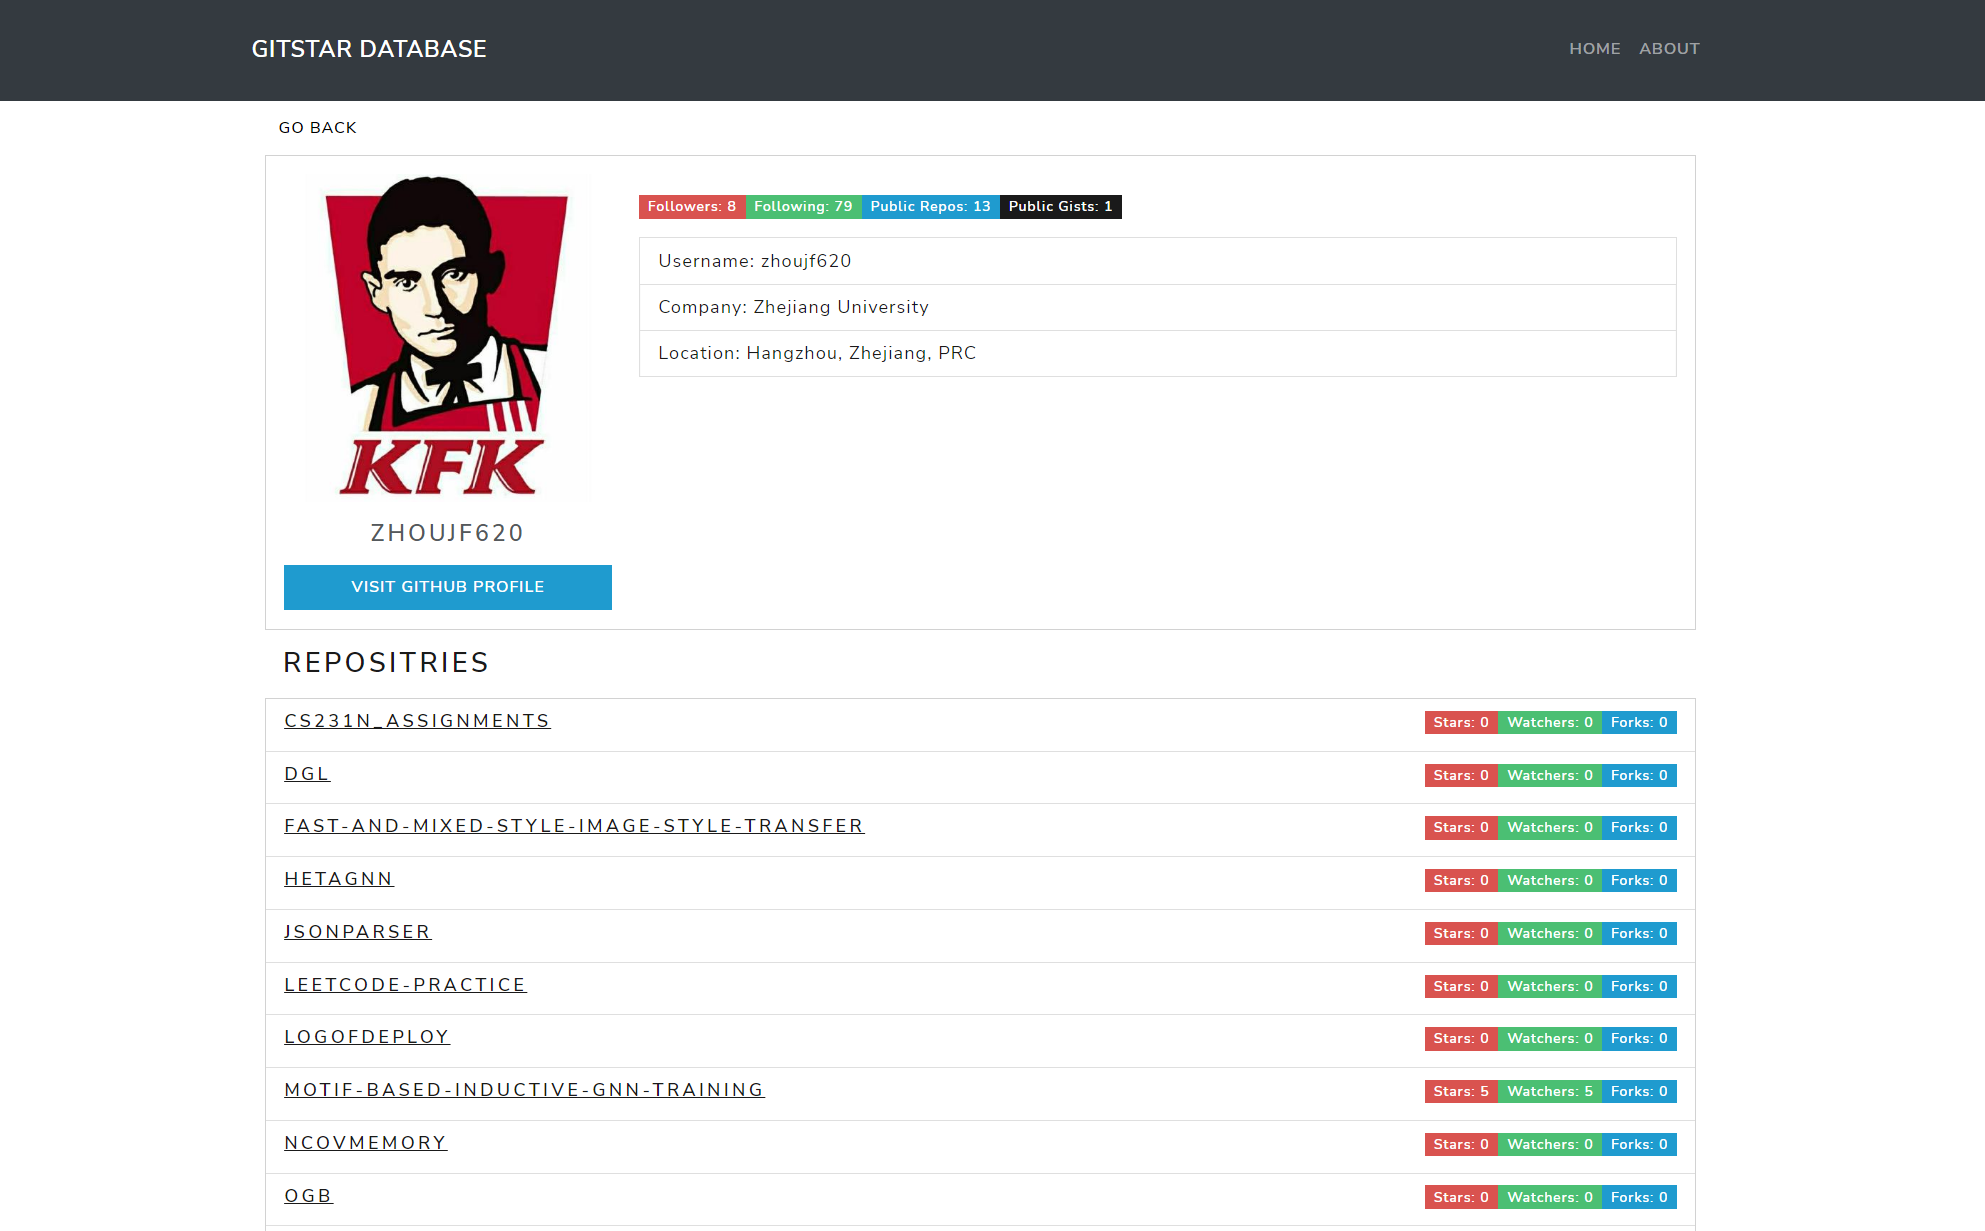 GITSTAR DATABASE HOME ABOUT
GO BACK
KFK
ZHOUJF620
VISIT GITHUB PROFILE
Followers: 8 Following: 79 Public Repos: 13 Public Gists: 1
Username: zhoujf620
Company: Zhejiang University
Location: Hangzhou, Zhejiang, PRC
REPOSITRIES
CS231N_ASSIGNMENTS Stars: 0 Watchers: 0 Forks: 0
DGL Stars: 0 Watchers: 0 Forks: 0
FAST-AND-MIXED-STYLE-IMAGE-STYLE-TRANSFER Stars: 0 Watchers: 0 Forks: 0
HETAGNN Stars: 0 Watchers: 0 Forks: 0
JSONPARSER Stars: 0 Watchers: 0 Forks: 0
LEETCODE-PRACTICE Stars: 0 Watchers: 0 Forks: 0
LOGOFDEPLOY Stars: 0 Watchers: 0 Forks: 0
MOTIF-BASED-INDUCTIVE-GNN-TRAINING Stars: 5 Watchers: 5 Forks: 0
NCOVMEMORY Stars: 0 Watchers: 0 Forks: 0
OGB Stars: 0 Watchers: 0 Forks: 0